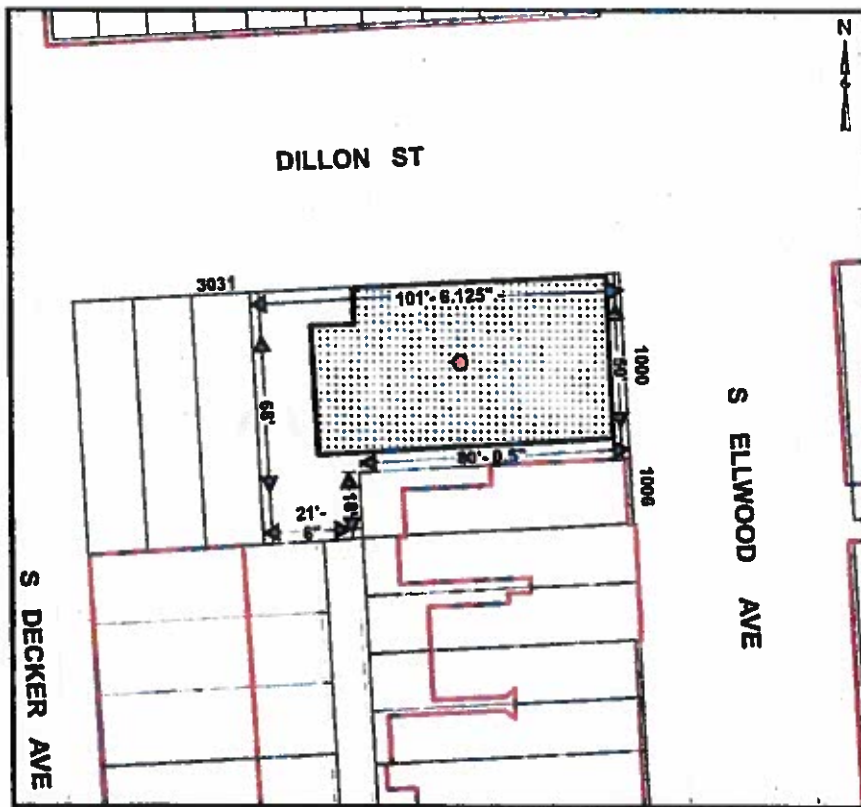 N
DILLON ST
3031
101'- 6.125"
1000
50'
68'
80'- 0.5"
1006
18'
21'-
6"
S ELLWOOD AVE
S DECKER AVE